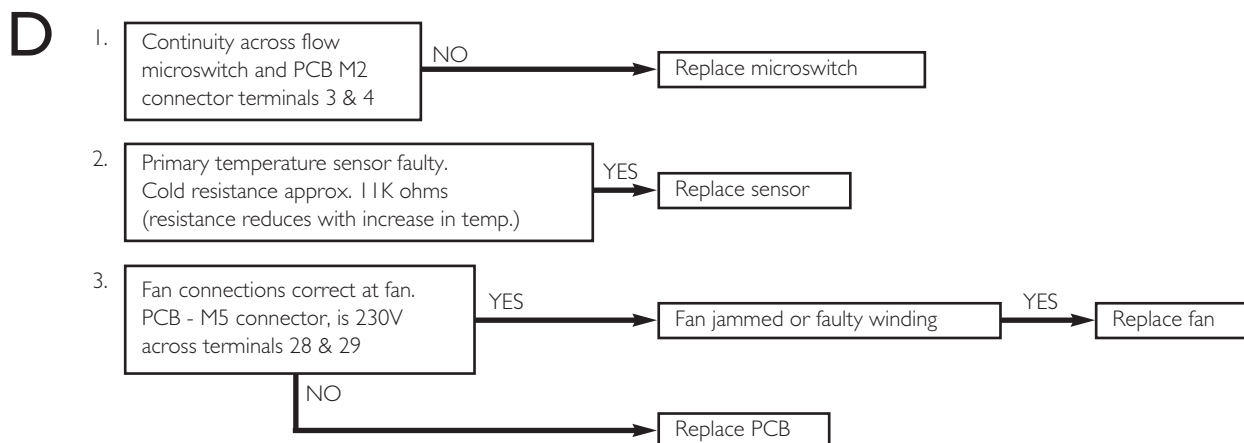 D
1.
Continuity across flow
microswitch and PCB M2
connector terminals 3 & 4
NO
Replace microswitch
2.
Primary temperature sensor faulty.
Cold resistance approx. 11K ohms
(resistance reduces with increase in temp.)
YES
Replace sensor
3.
Fan connections correct at fan.
PCB - M5 connector, is 230V
across terminals 28 & 29
YES
Fan jammed or faulty winding
YES
Replace fan
NO
Replace PCB